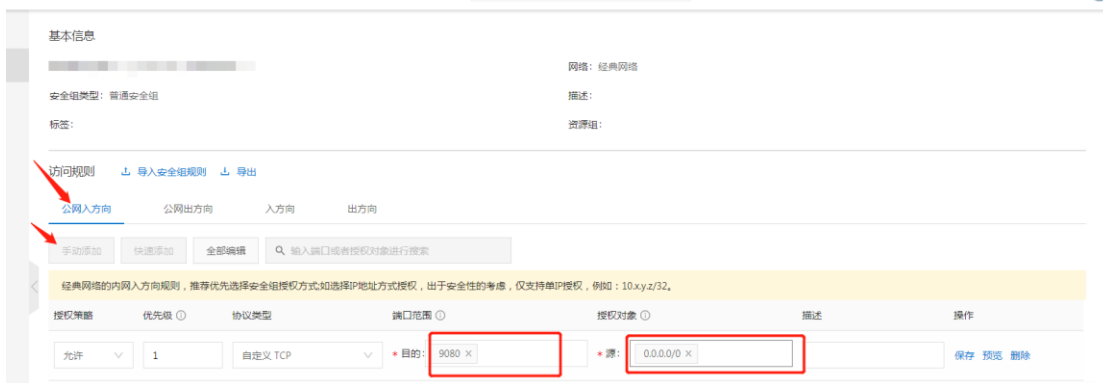 基本信息
网络：经典网络
安全组类型：普通安全组
描述：
标签：
资源组：
访问规则 导入安全组规则 导出
公网入方向 公网出方向 入方向 出方向
手动添加 快速添加 全部编辑 输入端口或者授权对象进行搜索
经典网络的内网入方向规则，推荐优先选择安全组授权方式;如选择IP地址方式授权，出于安全性的考虑，仅支持单IP授权，例如：10.x.y.z/32。
授权策略 优先级 协议类型 端口范围 授权对象 描述 操作
允许 1 自定义 TCP * 目的： 9080 × * 源： 0.0.0.0/0 × 保存 预览 删除